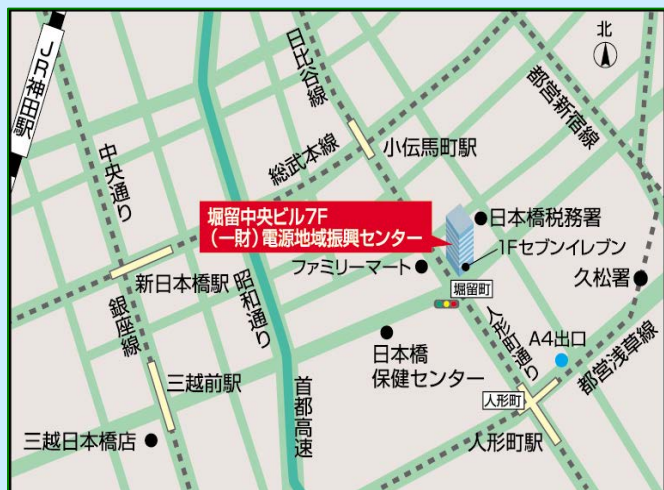 北
JR神田駅
日比谷線
都営新宿線
中央通り
総武本線
小伝馬町駅
堀留中央ビル7F
(一財)電源地域振興センター
日本橋税務署
1Fセブンイレブン
ファミリーマート
久松署
新日本橋駅
昭和通り
堀留町
銀座線
人形町通り
A4出口
都営浅草線
日本橋
保健センター
三越前駅
首都高速
人形町
三越日本橋店
人形町駅